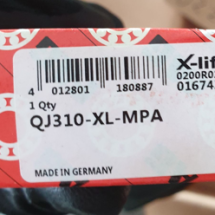 X-life
0200R0
01674
4 012801 180887
1 Qty
QJ310-XL-MPA
MADE IN GERMANY